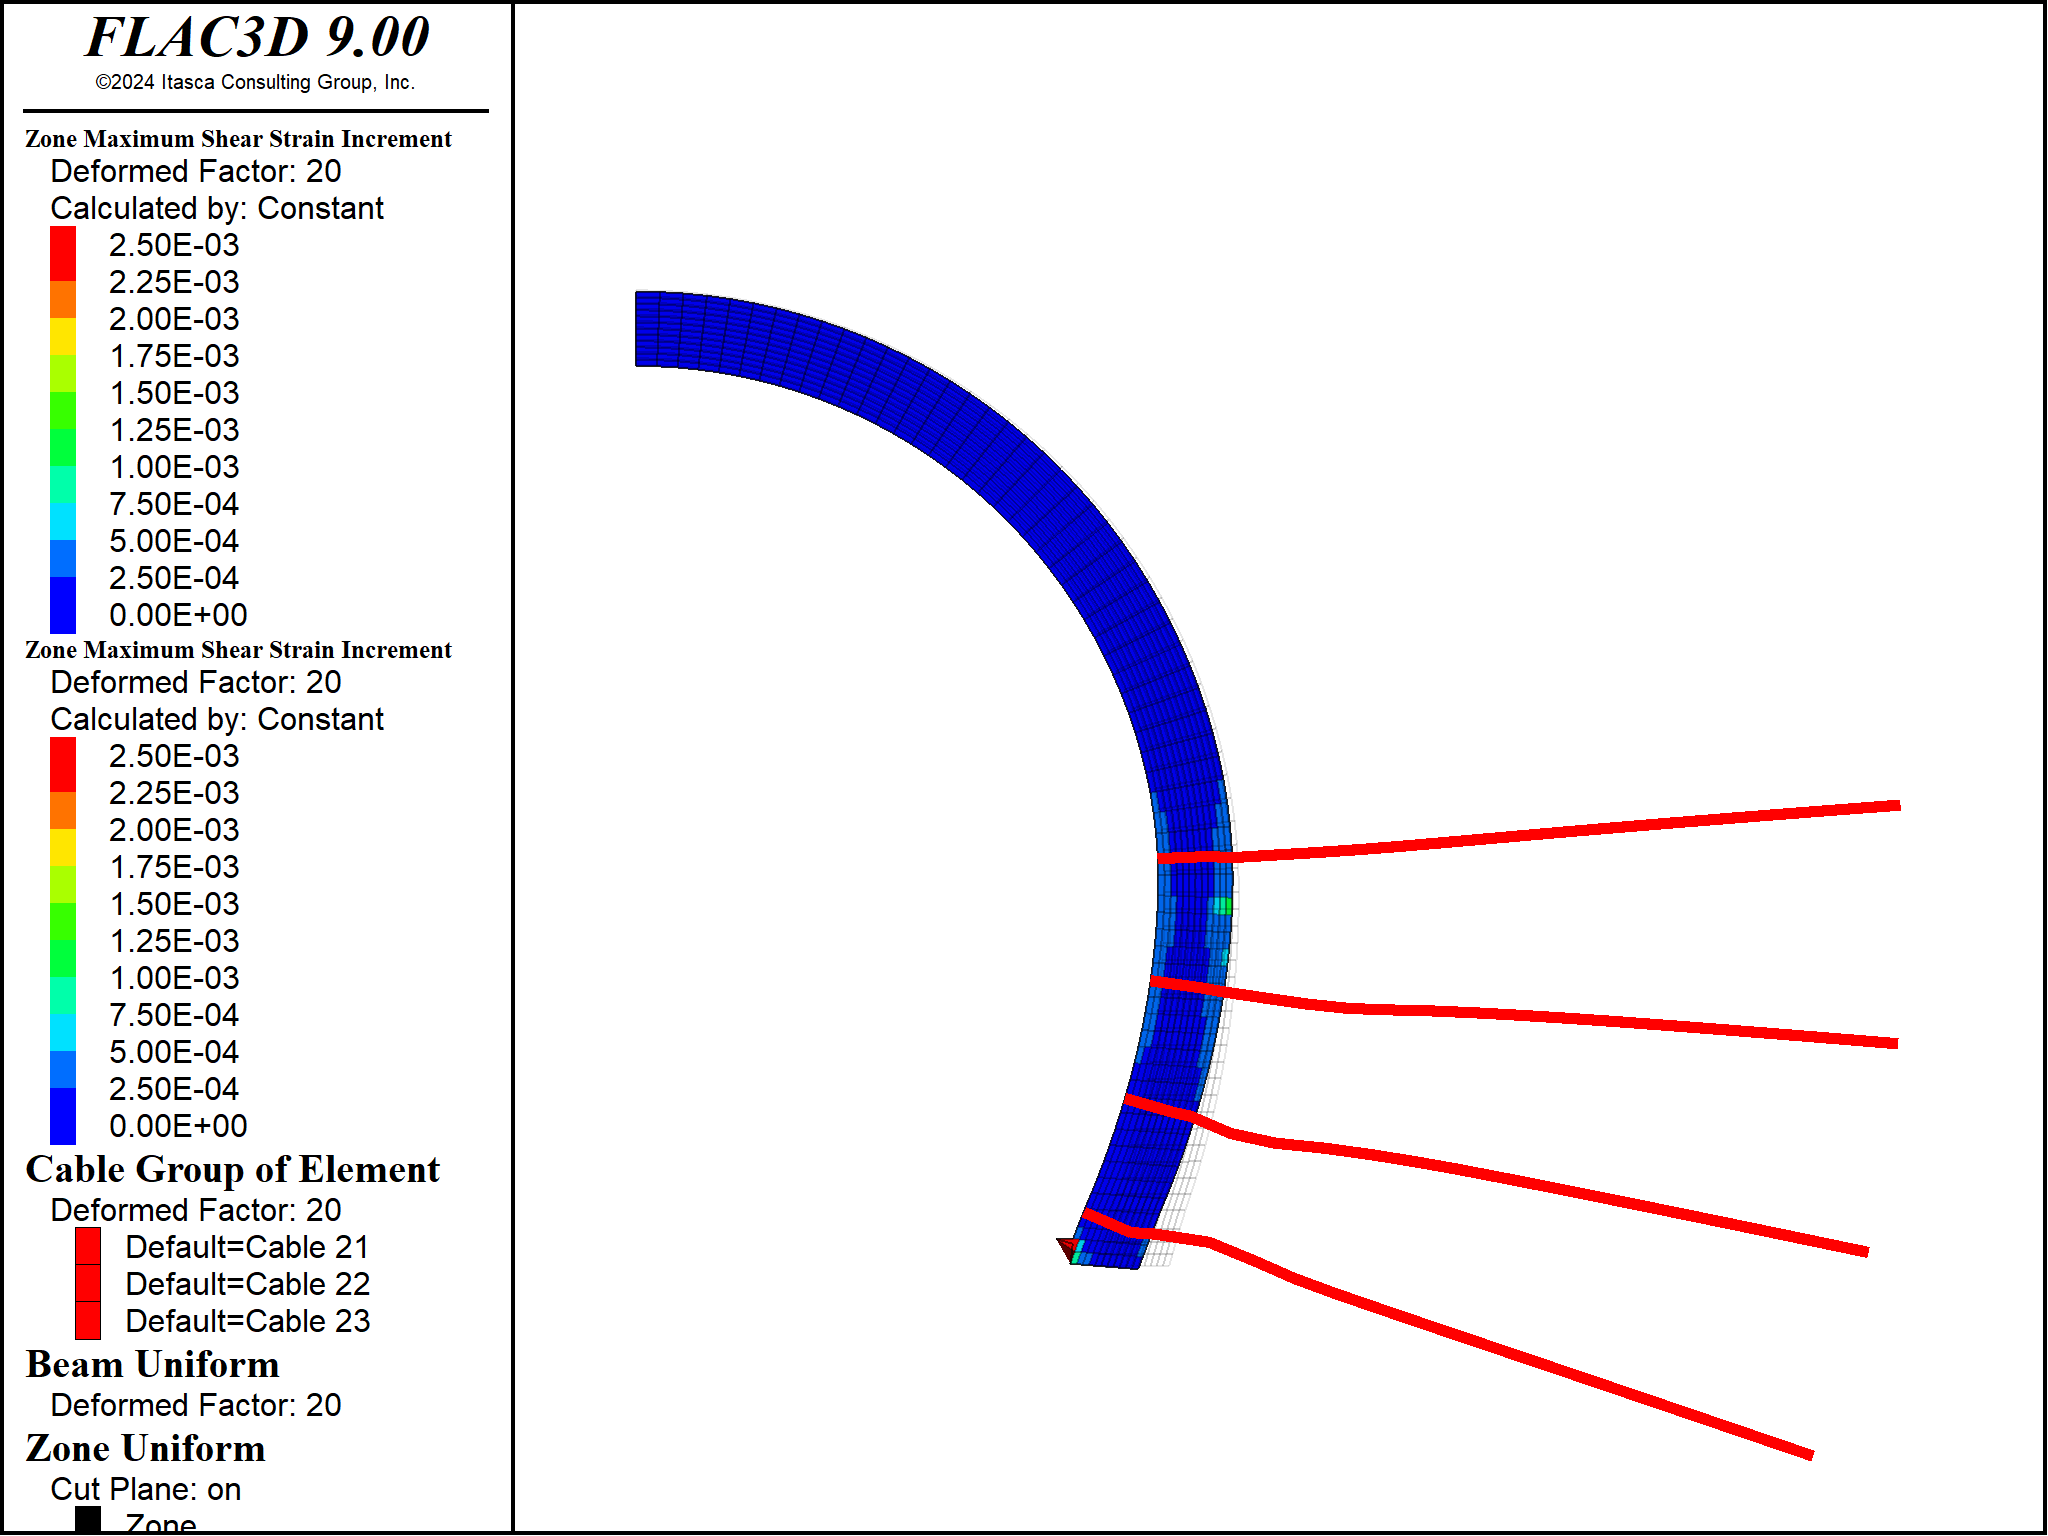 FLAC3D 9.00
©2024 Itasca Consulting Group, Inc.
Zone Maximum Shear Strain Increment
Deformed Factor: 20
Calculated by: Constant
2.50E-03
2.25E-03
2.00E-03
1.75E-03
1.50E-03
1.25E-03
1.00E-03
7.50E-04
5.00E-04
2.50E-04
0.00E+00
Zone Maximum Shear Strain Increment
Deformed Factor: 20
Calculated by: Constant
2.50E-03
2.25E-03
2.00E-03
1.75E-03
1.50E-03
1.25E-03
1.00E-03
7.50E-04
5.00E-04
2.50E-04
0.00E+00
Cable Group of Element
Deformed Factor: 20
Default=Cable 21
Default=Cable 22
Default=Cable 23
Beam Uniform
Deformed Factor: 20
Zone Uniform
Cut Plane: on
Zone